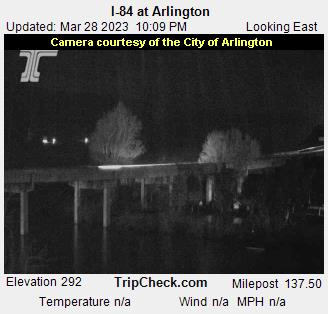 I-84 at Arlington
Updated: Mar 28 2023 10:09 PM Looking East
Camera courtesy of the City of Arlington
Elevation 292 TripCheck.com Milepost 137.50
Temperature n/a Wind n/a MPH n/a